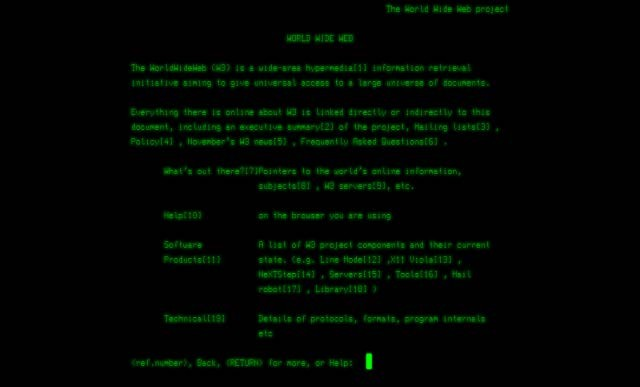 The World Wide Web project
WORLD WIDE WEB
The WorldWideWeb (W3) is a wide-area hypermedia[1] information retrieval
initiative aiming to give universal access to a large universe of documents.
Everything there is online about W3 is linked directly or indirectly to this
document, including an executive summary[2] of the project, Mailing lists[3] ,
Policy[4] , November's W3 news[5] , Frequently Asked Questions[6] .
What's out there?[7]Pointers to the world's online information,
subjects[8] , W3 servers[9], etc.
Help[10] on the browser you are using
Software A list of W3 project components and their current
Products[11] state. (e.g. Line Mode[12] ,X11 Viola[13] ,
NeXTStep[14] , Servers[15] , Tools[16] , Mail
robot[17] , Library[18] )
Technical[19] Details of protocols, formats, program internals
etc
<ref.number>, Back, <RETURN> for more, or Help: